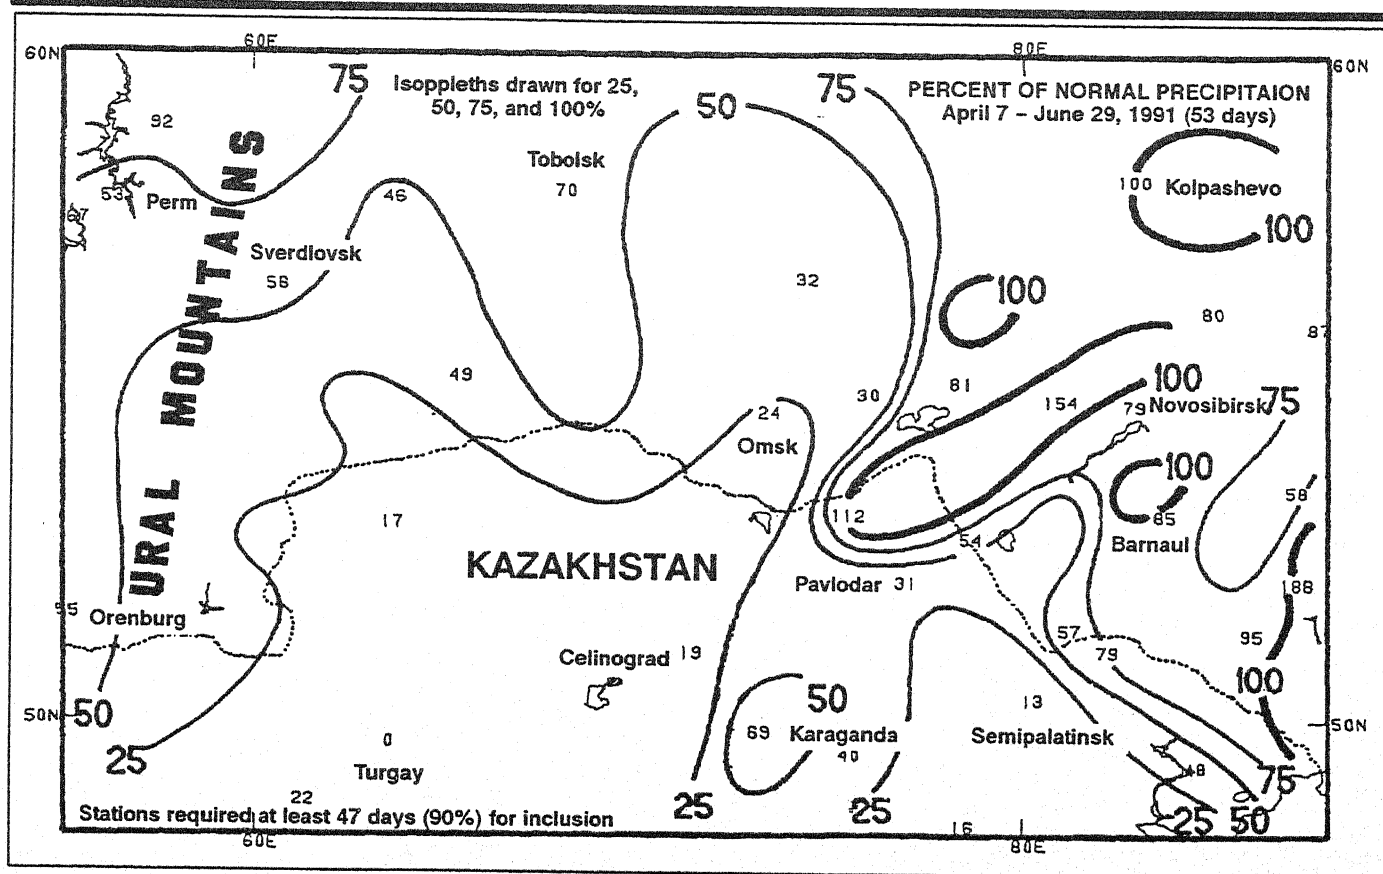 60E
80E
60N
60N
75
Isoppleths drawn for 25,
50, 75, and 100%
50
75
PERCENT OF NORMAL PRECIPITAION
April 7 – June 29, 1991 (53 days)
92
URAL MOUNTAINS
Tobolsk
70
46
53
67
Perm
100 Kolpashevo
100
Sverdlovsk
58
32
100
80
87
49
30
81
154
100
79 Novosibirsk
75
24
Omsk
17
112
54
100
85
58
Barnaul
KAZAKHSTAN
Pavlodar 31
188
55
Orenburg
57
79
95
Celinograd 19
100
50N
50
50
13
50N
69 Karaganda
40
Semipalatinsk
0
25
Turgay
18
75
22
25
25
25
50
Stations required at least 47 days (90%) for inclusion
16
60E
80E